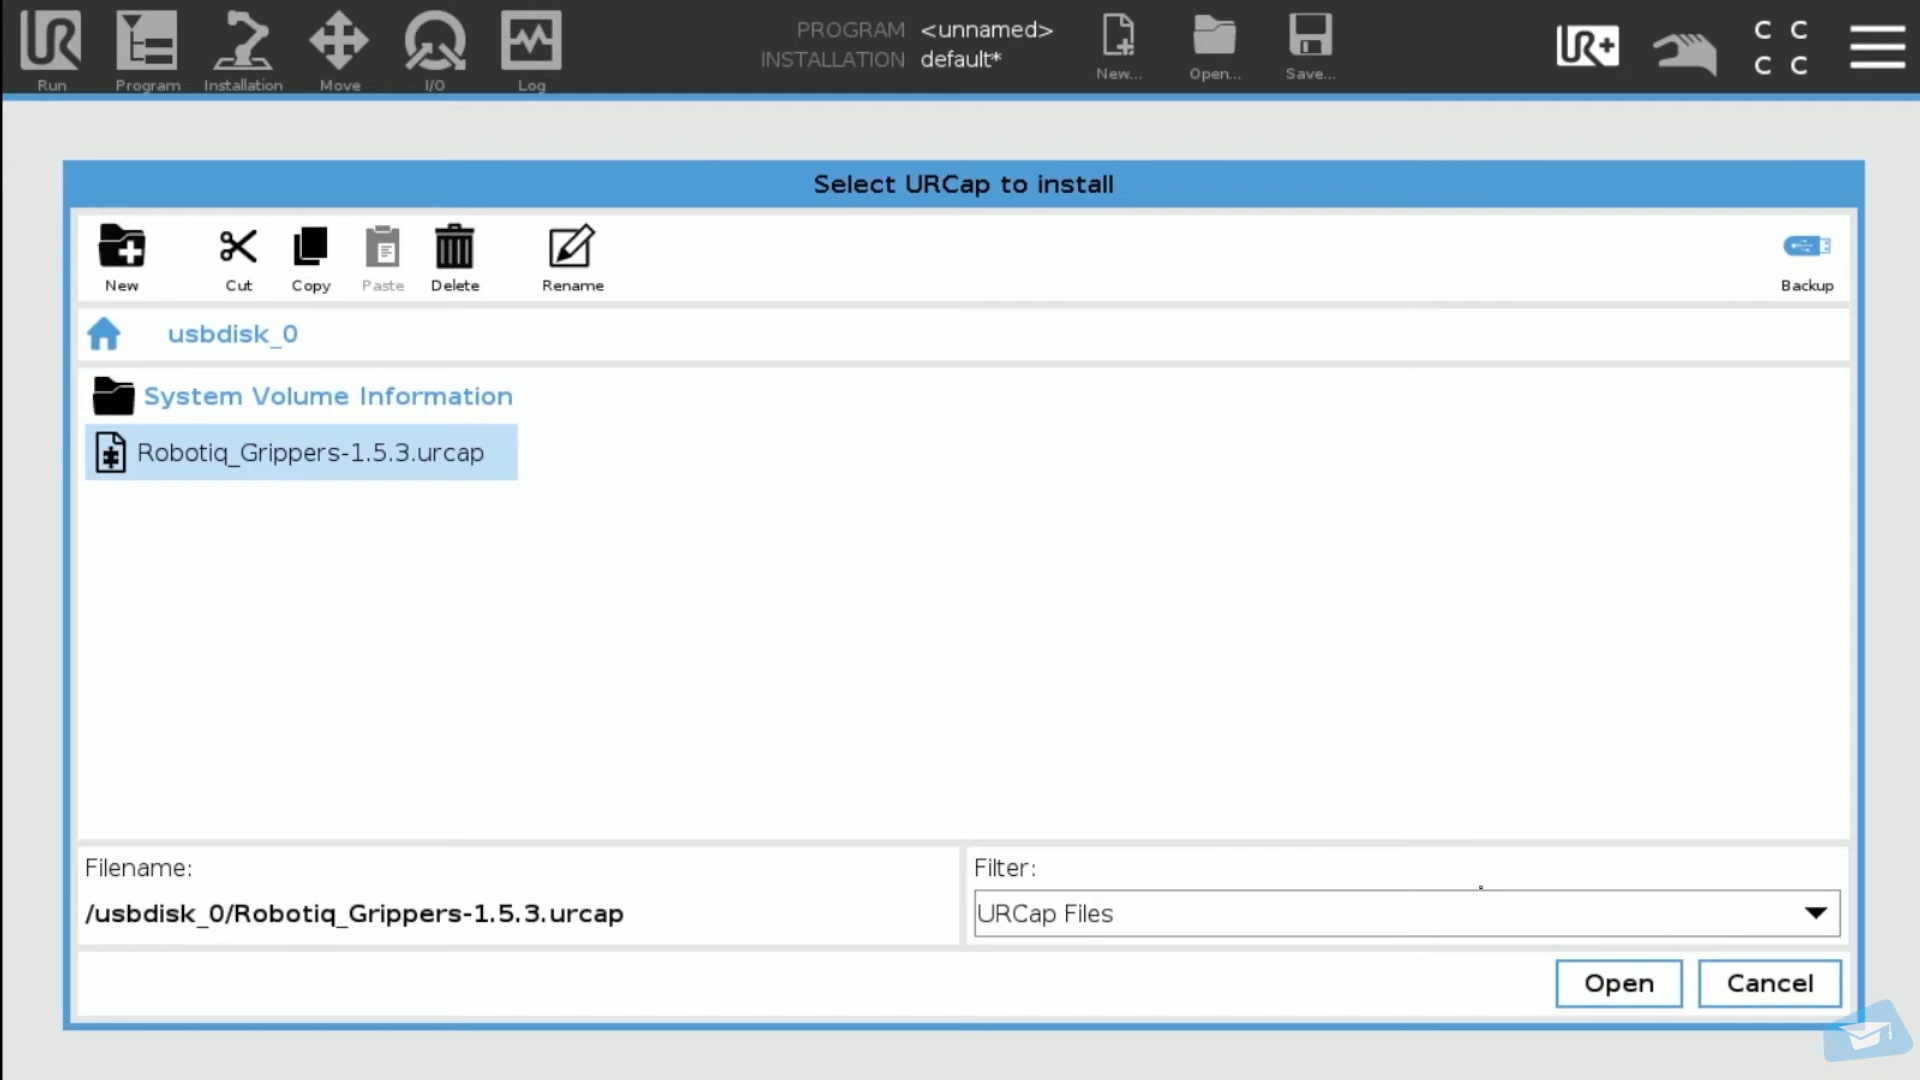 UR
Run
Program
Installation
Move
I/O
Log
PROGRAM <unnamed>
INSTALLATION default*
New...
Open...
Save...
UR+
C C
C C
Select URCap to install
New
Cut
Copy
Paste
Delete
Rename
Backup
usbdisk_0
System Volume Information
Robotiq_Grippers-1.5.3.urcap
Filename:
/usbdisk_0/Robotiq_Grippers-1.5.3.urcap
Filter:
URCap Files
Open
Cancel